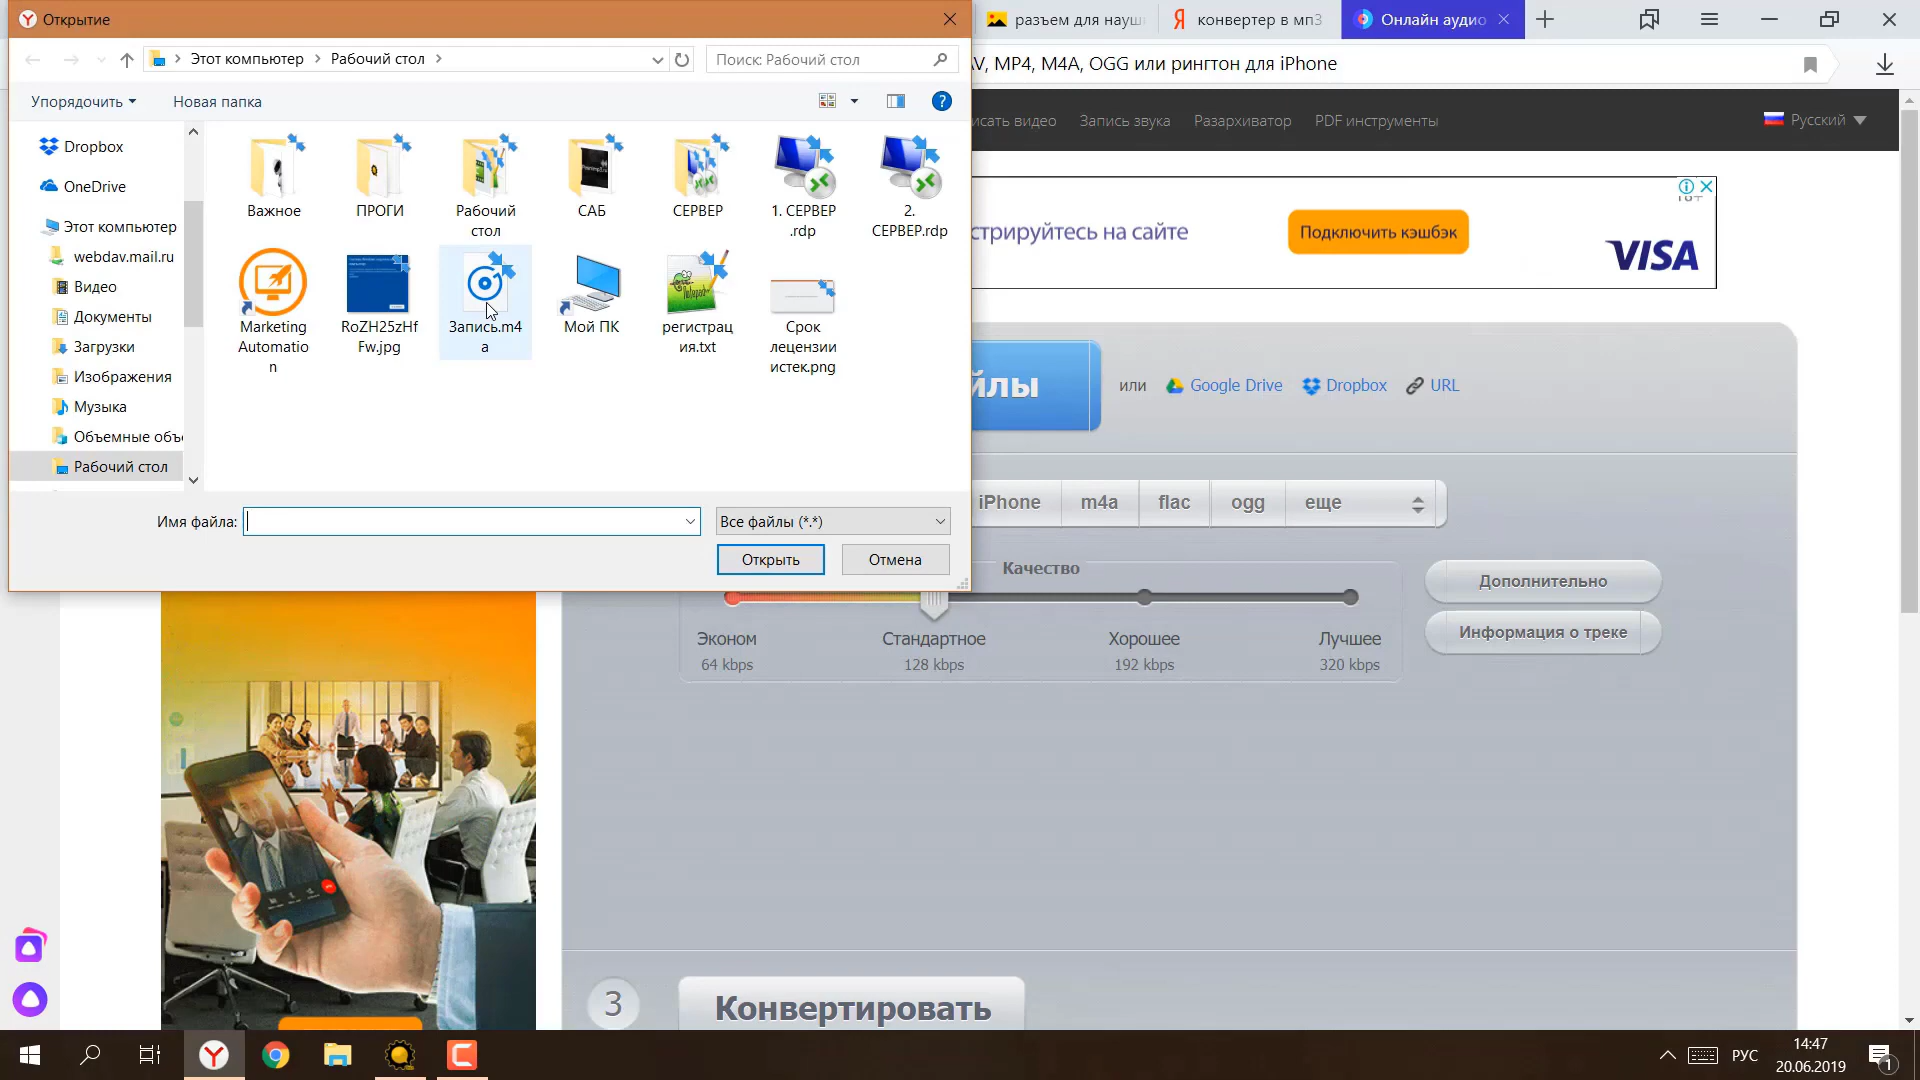 Открытие
разъем для науш
конвертер в мп3
Онлайн аудио
Этот компьютер
Рабочий стол
Поиск: Рабочий стол
AV, MP4, M4A, OGG или рингтон для iPhone
Упорядочить
Новая папка
исать видео
Запись звука
Разархиватор
PDF инструменты
Русский
Dropbox
OneDrive
Этот компьютер
webdav.mail.ru
Видео
Документы
Загрузки
Изображения
Музыка
Объемные объе
Рабочий стол
Важное
ПРОГИ
Рабочий
стол
САБ
СЕРВЕР
1. СЕРВЕР
.rdp
2.
СЕРВЕР.rdp
Marketing
Automatio
n
RoZH25zHf
Fw.jpg
Запись.m4
a
Мой ПК
регистрац
ия.txt
Срок
лецензии
истек.png
стрируйтесь на сайте
Подключить кэшбэк
18+
VISA
йлы
или
Google Drive
Dropbox
URL
Имя файла:
Все файлы (*.*)
Открыть
Отмена
iPhone
m4a
flac
ogg
еще
Качество
Эконом
64 kbps
Стандартное
128 kbps
Хорошее
192 kbps
Лучшее
320 kbps
Дополнительно
Информация о треке
3
Конвертировать
РУС
14:47
20.06.2019
1